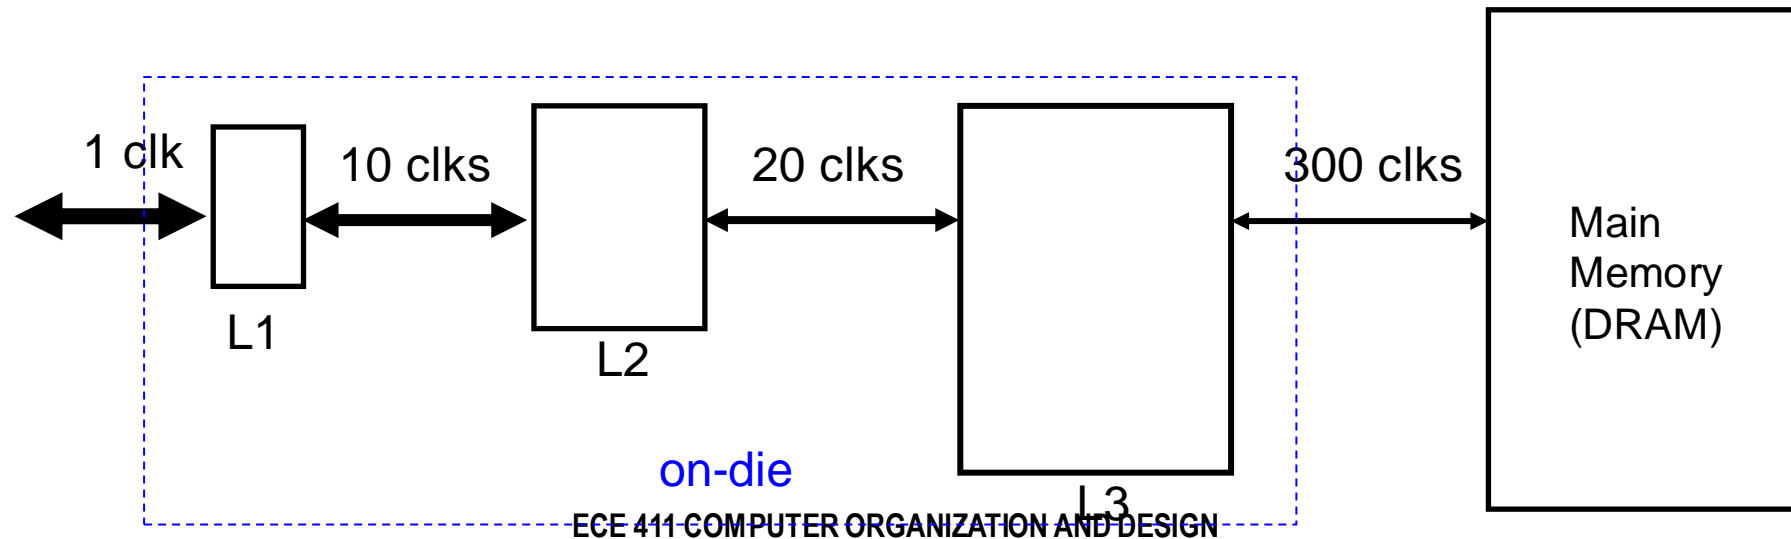 1 clk
10 clks
20 clks
300 clks
L1
L2
L3
Main
Memory
(DRAM)
on-die
ECE 411 COMPUTER ORGANIZATION AND DESIGN